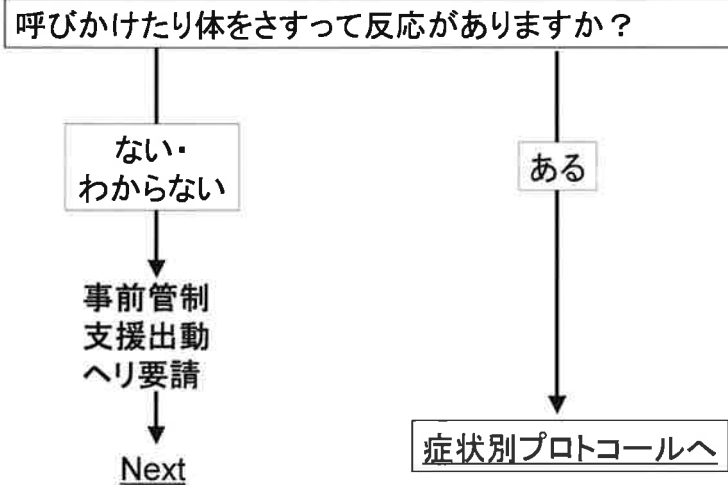 呼びかけたり体をさすって反応がありますか？
ない・
わからない
ある
事前管制
支援出動
ヘリ要請
Next
症状別プロトコールへ